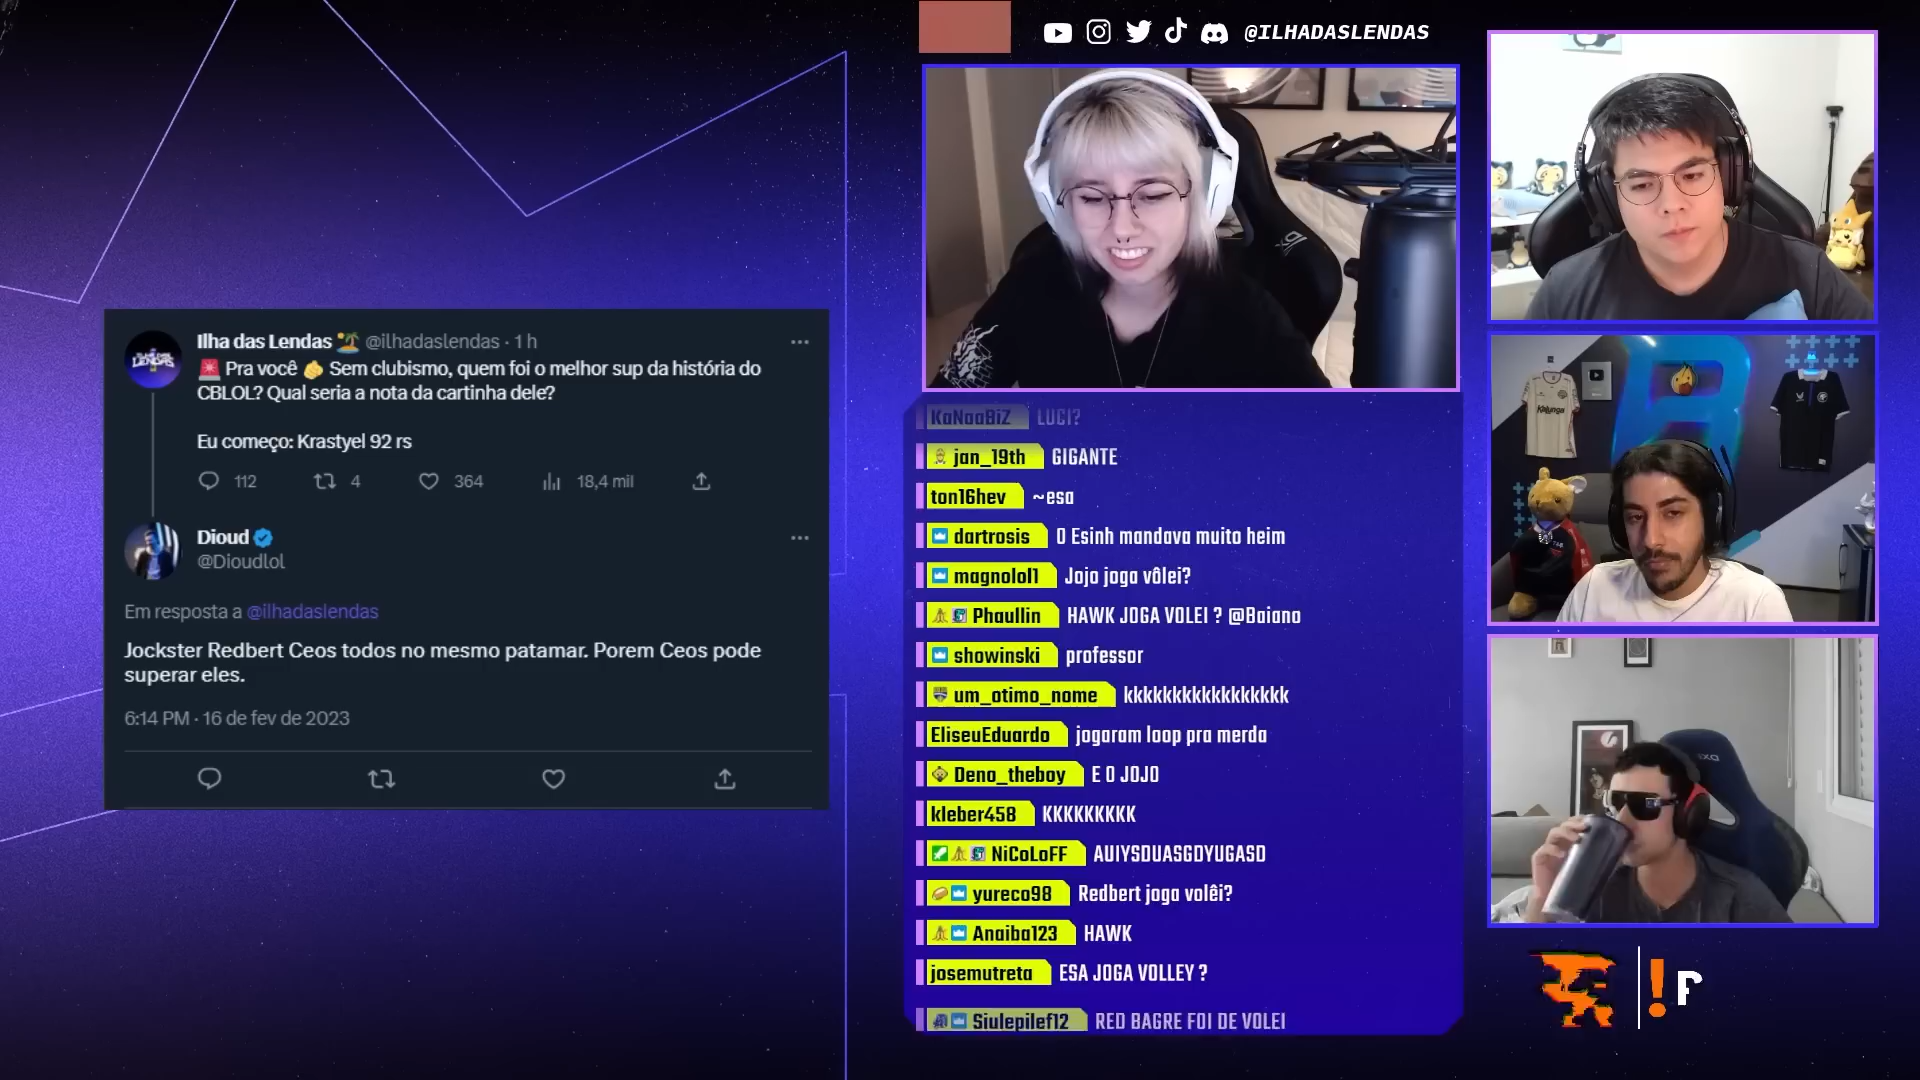 @ILHADASLENDAS
Ilha das Lendas @ilhadaslendas · 1 h
Pra você Sem clubismo, quem foi o melhor sup da história do
CBLOL? Qual seria a nota da cartinha dele?
Eu começo: Krastyel 92 rs
112 4 364 18,4 mil
Dioud
@Dioudlol
Em resposta a @ilhadaslendas
Jockster Redbert Ceos todos no mesmo patamar. Porem Ceos pode
superar eles.
6:14 PM · 16 de fev de 2023
KaNaaBiZ LUCI?
jan_19th GIGANTE
ton16hev ~esa
dartrosis O Esinh mandava muito heim
magnolol1 Jojo joga vôlei?
Phaullin HAWK JOGA VOLEI ? @Baiano
showinski professor
um_otimo_nome kkkkkkkkkkkkkkkkk
EliseuEduardo jogaram loop pra merda
Deno_theboy E O JOJO
kleber458 KKKKKKKKK
NiCoLoFF AUIYSDUASGDYUGASD
yureco98 Redbert joga volêi?
Anaiba123 HAWK
josemutreta ESA JOGA VOLLEY ?
Siulepilef12 RED BAGRE FOI DE VOLEI
Kalunga